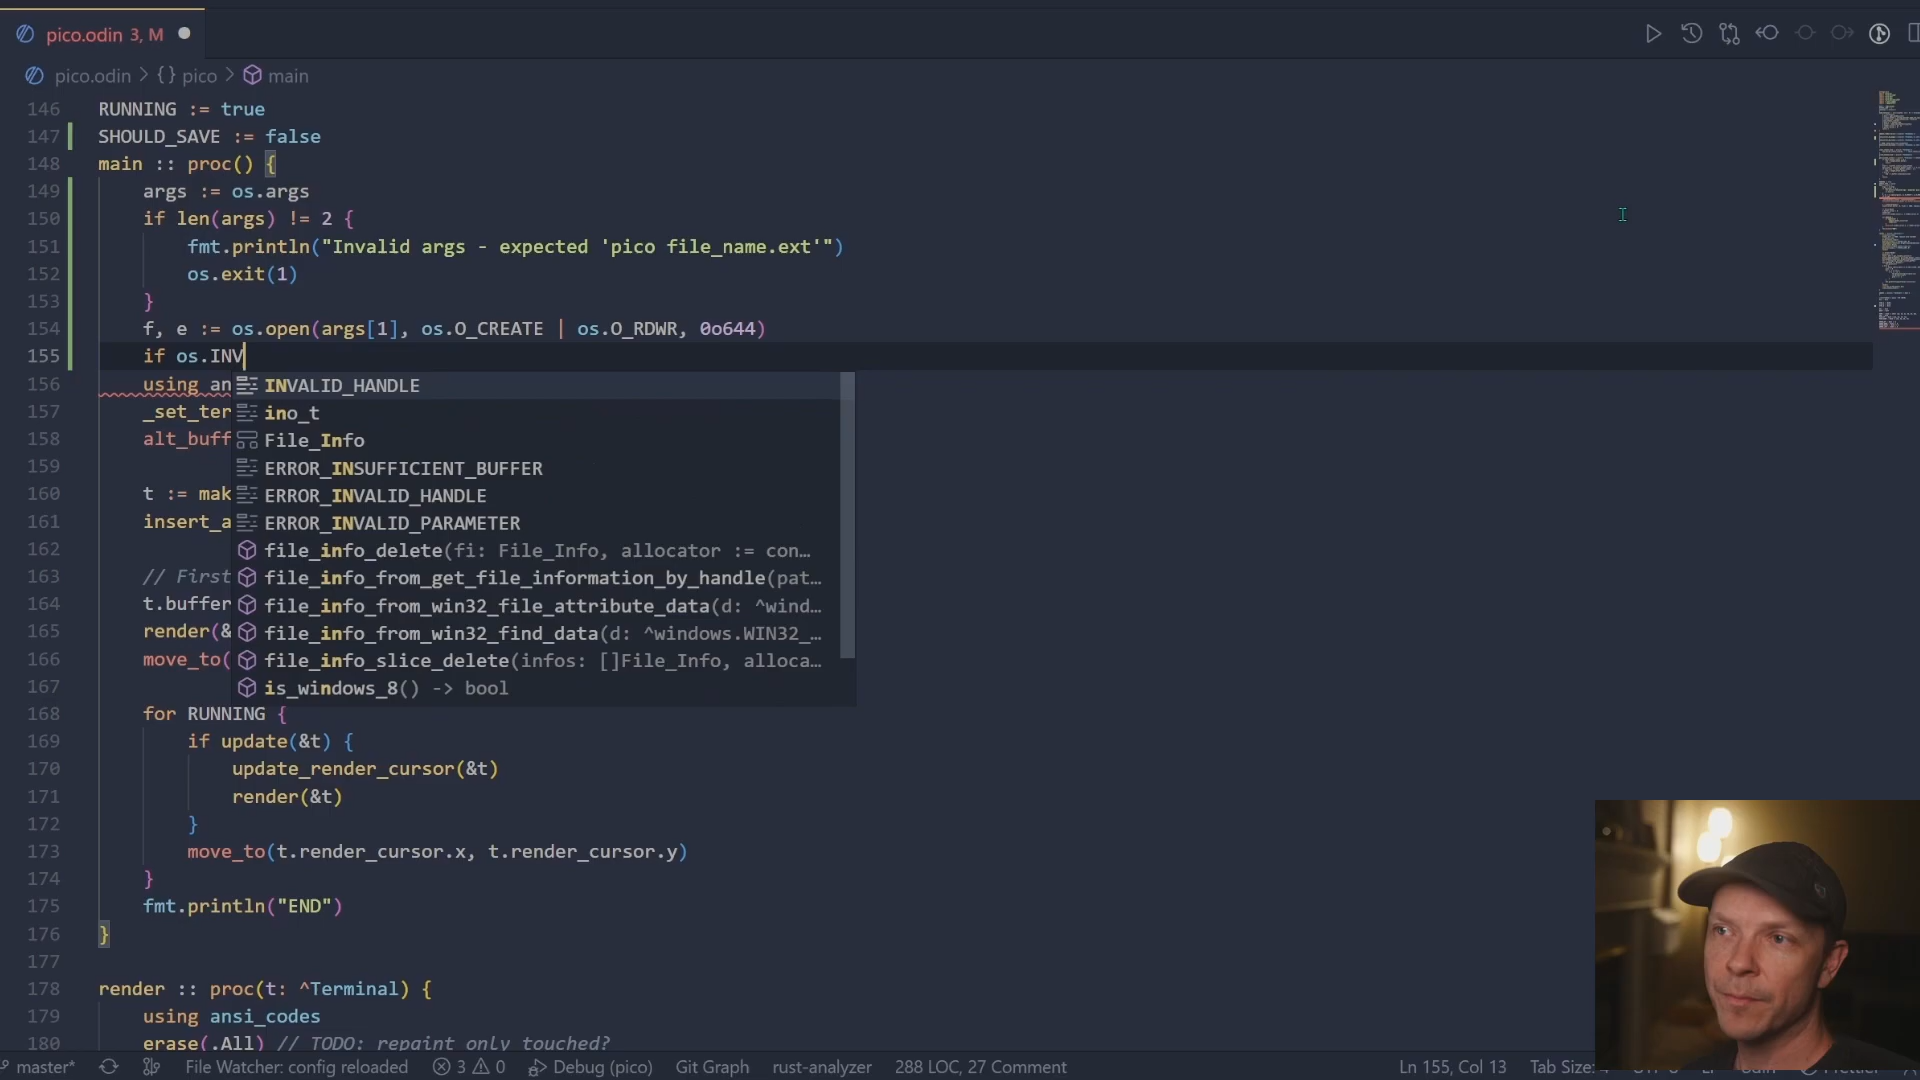 pico.odin 3, M
pico.odin > {} pico > main
146 RUNNING := true
147 SHOULD_SAVE := false
148 main :: proc() {
149 args := os.args
150 if len(args) != 2 {
151 fmt.println("Invalid args - expected 'pico file_name.ext'")
152 os.exit(1)
153 }
154 f, e := os.open(args[1], os.O_CREATE | os.O_RDWR, 0o644)
155 if os.INV
156 using an
INVALID_HANDLE
157 _set_ter
ino_t
158 alt_buff
File_Info
159
ERROR_INSUFFICIENT_BUFFER
160 t := mak
ERROR_INVALID_HANDLE
161 insert_a
ERROR_INVALID_PARAMETER
162
file_info_delete(fi: File_Info, allocator := con…
163 // First
file_info_from_get_file_information_by_handle(pat…
164 t.buffer
file_info_from_win32_file_attribute_data(d: ^wind…
165 render(&
file_info_from_win32_find_data(d: ^windows.WIN32_…
166 move_to(
file_info_slice_delete(infos: []File_Info, alloca…
167
is_windows_8() -> bool
168 for RUNNING {
169 if update(&t) {
170 update_render_cursor(&t)
171 render(&t)
172 }
173 move_to(t.render_cursor.x, t.render_cursor.y)
174 }
175 fmt.println("END")
176 }
177
178 render :: proc(t: ^Terminal) {
179 using ansi_codes
180 erase(.All) // TODO: repaint only touched?
master* File Watcher: config reloaded 3 0 Debug (pico) Git Graph rust-analyzer 288 LOC, 27 Comment Ln 155, Col 13 Tab Size: